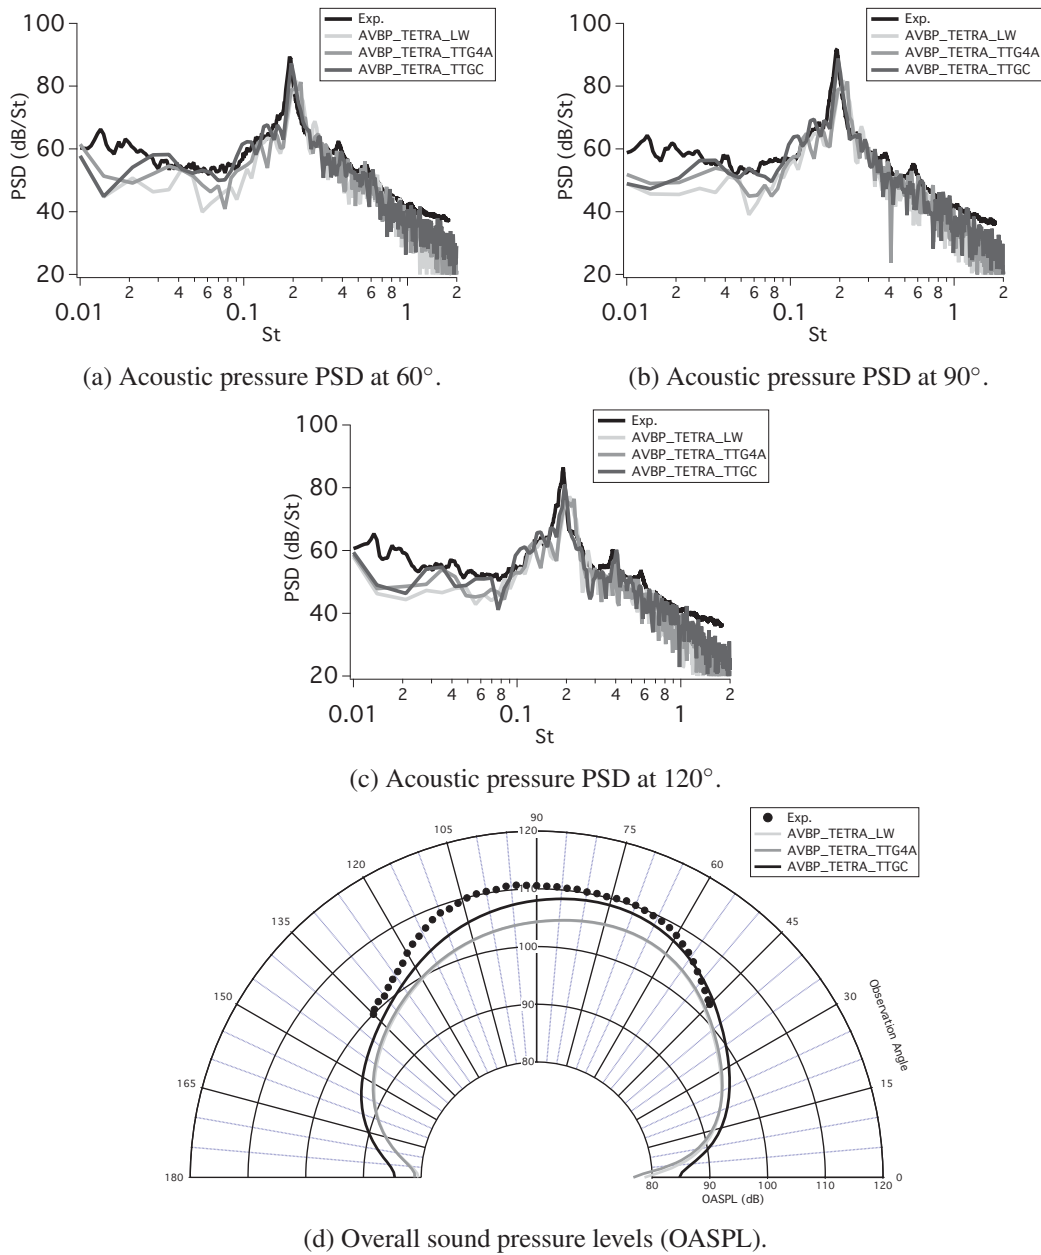 100
80
60
40
20
PSD (dB/St)
Exp.
AVBP_TETRA_LW
AVBP_TETRA_TTG4A
AVBP_TETRA_TTGC
2 4 6 8 2 4 6 8 2
0.01 0.1 1
St
(a) Acoustic pressure PSD at 60°.
100
80
60
40
20
PSD (dB/St)
Exp.
AVBP_TETRA_LW
AVBP_TETRA_TTG4A
AVBP_TETRA_TTGC
2 4 6 8 2 4 6 8 2
0.01 0.1 1
St
(b) Acoustic pressure PSD at 90°.
100
80
60
40
20
PSD (dB/St)
Exp.
AVBP_TETRA_LW
AVBP_TETRA_TTG4A
AVBP_TETRA_TTGC
2 4 6 8 2 4 6 8 2
0.01 0.1 1
St
(c) Acoustic pressure PSD at 120°.
Exp.
AVBP_TETRA_LW
AVBP_TETRA_TTG4A
AVBP_TETRA_TTGC
180
165
150
135
120
105
90
75
60
45
30
15
0
120
110
100
90
80
Observation Angle
80 90 100 110 120
OASPL (dB)
(d) Overall sound pressure levels (OASPL).